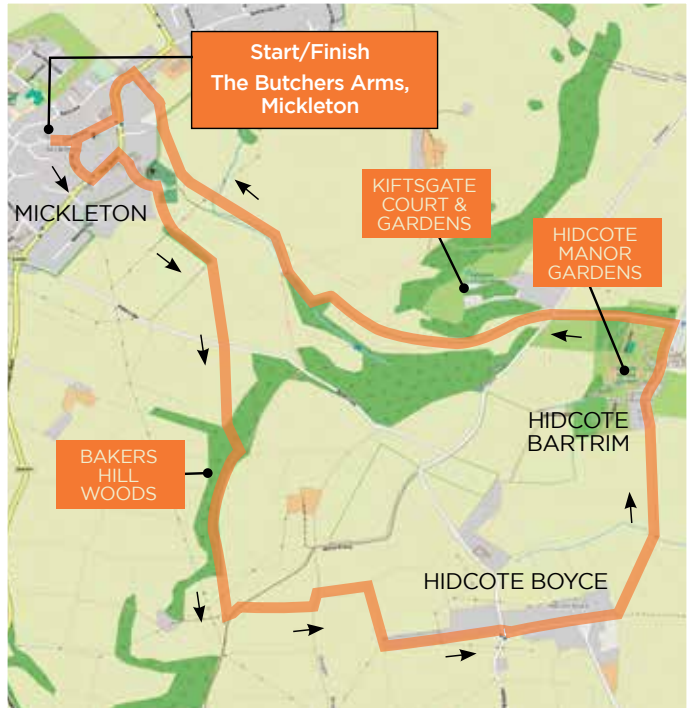 Start/Finish
The Butchers Arms,
Mickleton
MICKLETON
KIFTSGATE
COURT &
GARDENS
HIDCOTE
MANOR
GARDENS
HIDCOTE
BARTRIM
BAKERS
HILL
WOODS
HIDCOTE BOYCE